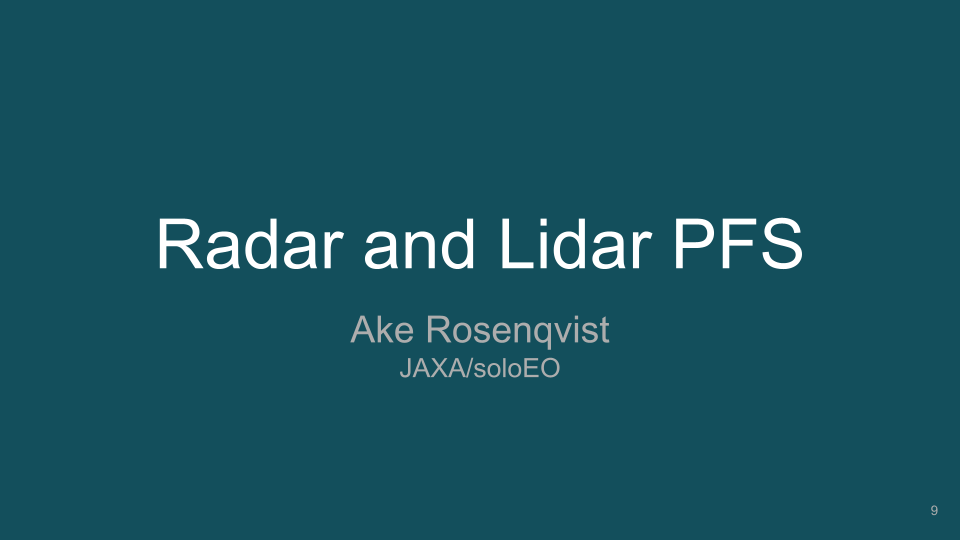 Radar and Lidar PFS
Ake Rosenqvist
JAXA/soloEO
9